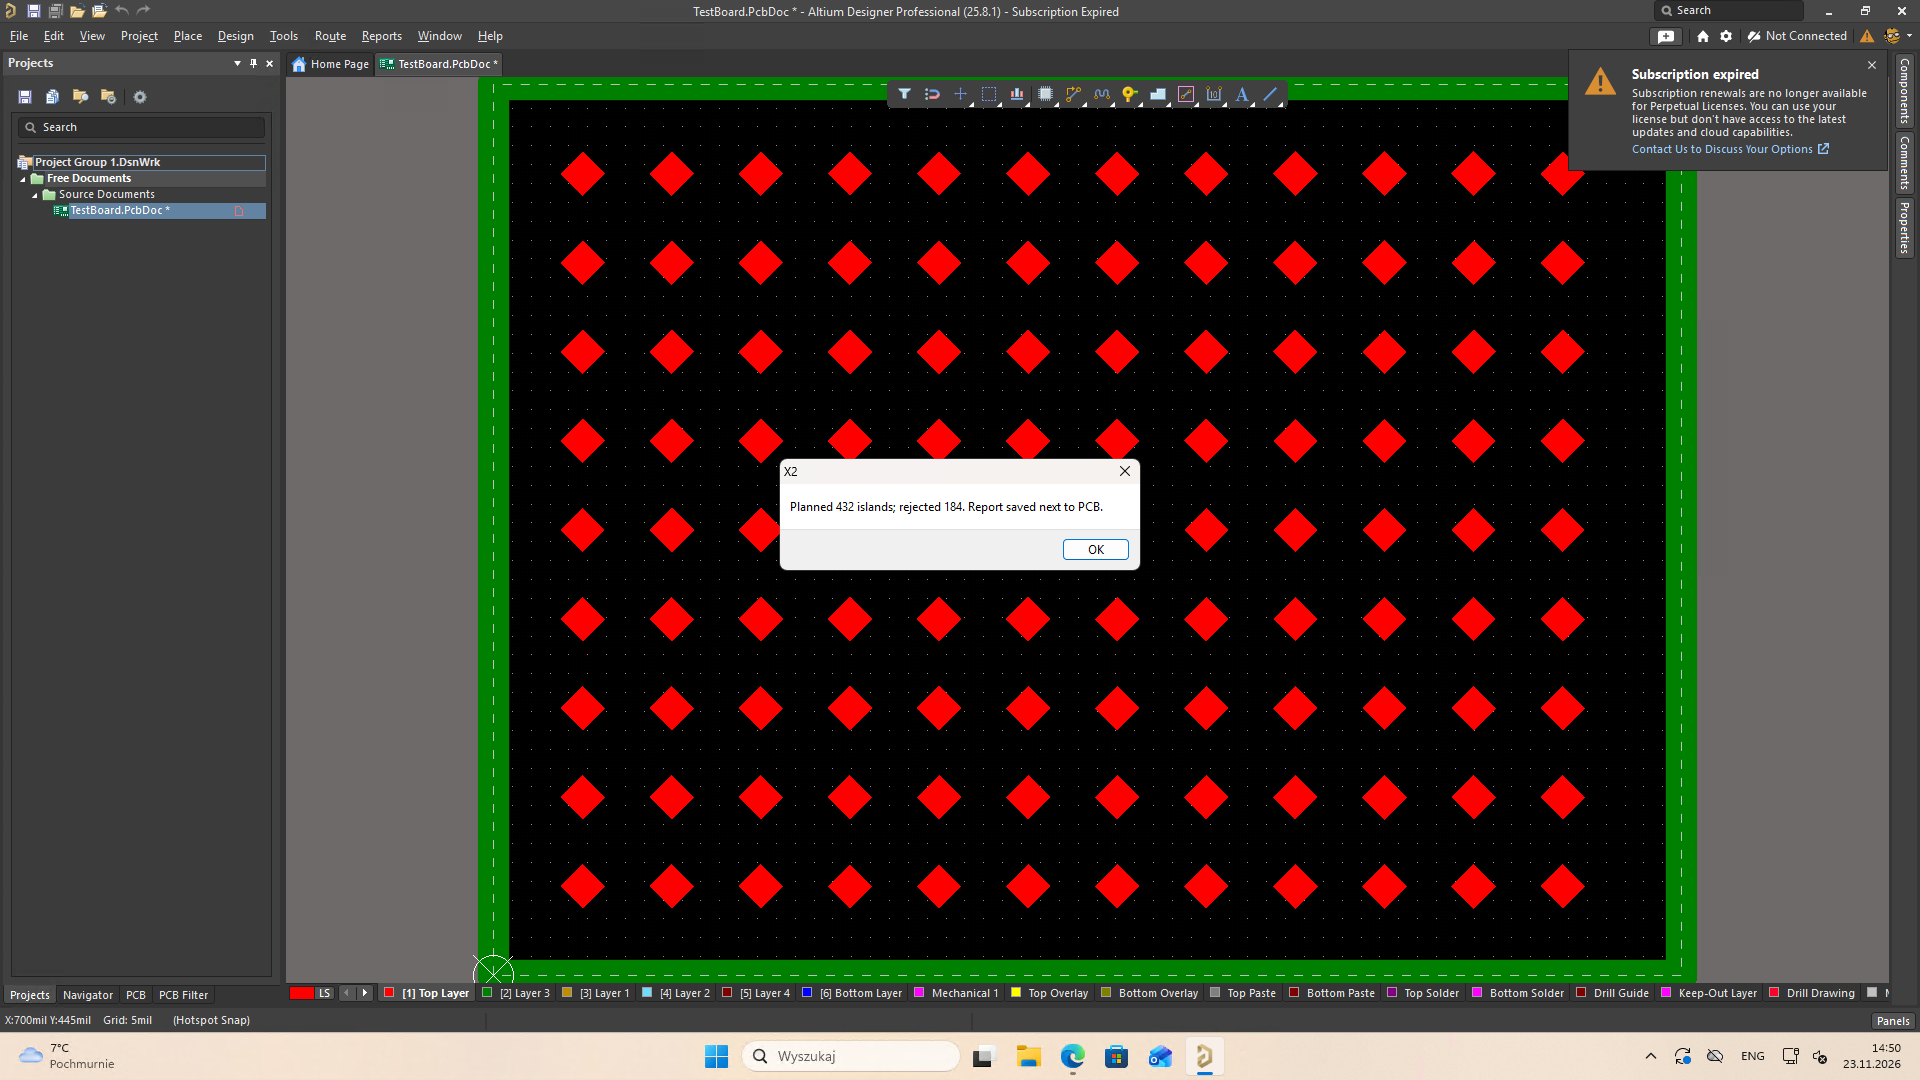 TestBoard.PcbDoc * - Altium Designer Professional (25.8.1) - Subscription Expired
Search
File Edit View Project Place Design Tools Route Reports Window Help
Not Connected
Projects
Home Page
TestBoard.PcbDoc *
Search
Project Group 1.DsnWrk
Free Documents
Source Documents
TestBoard.PcbDoc *
Subscription expired
Subscription renewals are no longer available
for Perpetual Licenses. You can use your
license but don't have access to the latest
updates and cloud capabilities.
Contact Us to Discuss Your Options
Components
Comments
Properties
X2
Planned 432 islands; rejected 184. Report saved next to PCB.
OK
Projects Navigator PCB PCB Filter
LS [1] Top Layer [2] Layer 3 [3] Layer 1 [4] Layer 2 [5] Layer 4 [6] Bottom Layer Mechanical 1 Top Overlay Bottom Overlay Top Paste Bottom Paste Top Solder Bottom Solder Drill Guide Keep-Out Layer Drill Drawing
X:700mil Y:445mil Grid: 5mil (Hotspot Snap)
Panels
7°C
Pochmurnie
Wyszukaj
ENG
14:50
23.11.2026